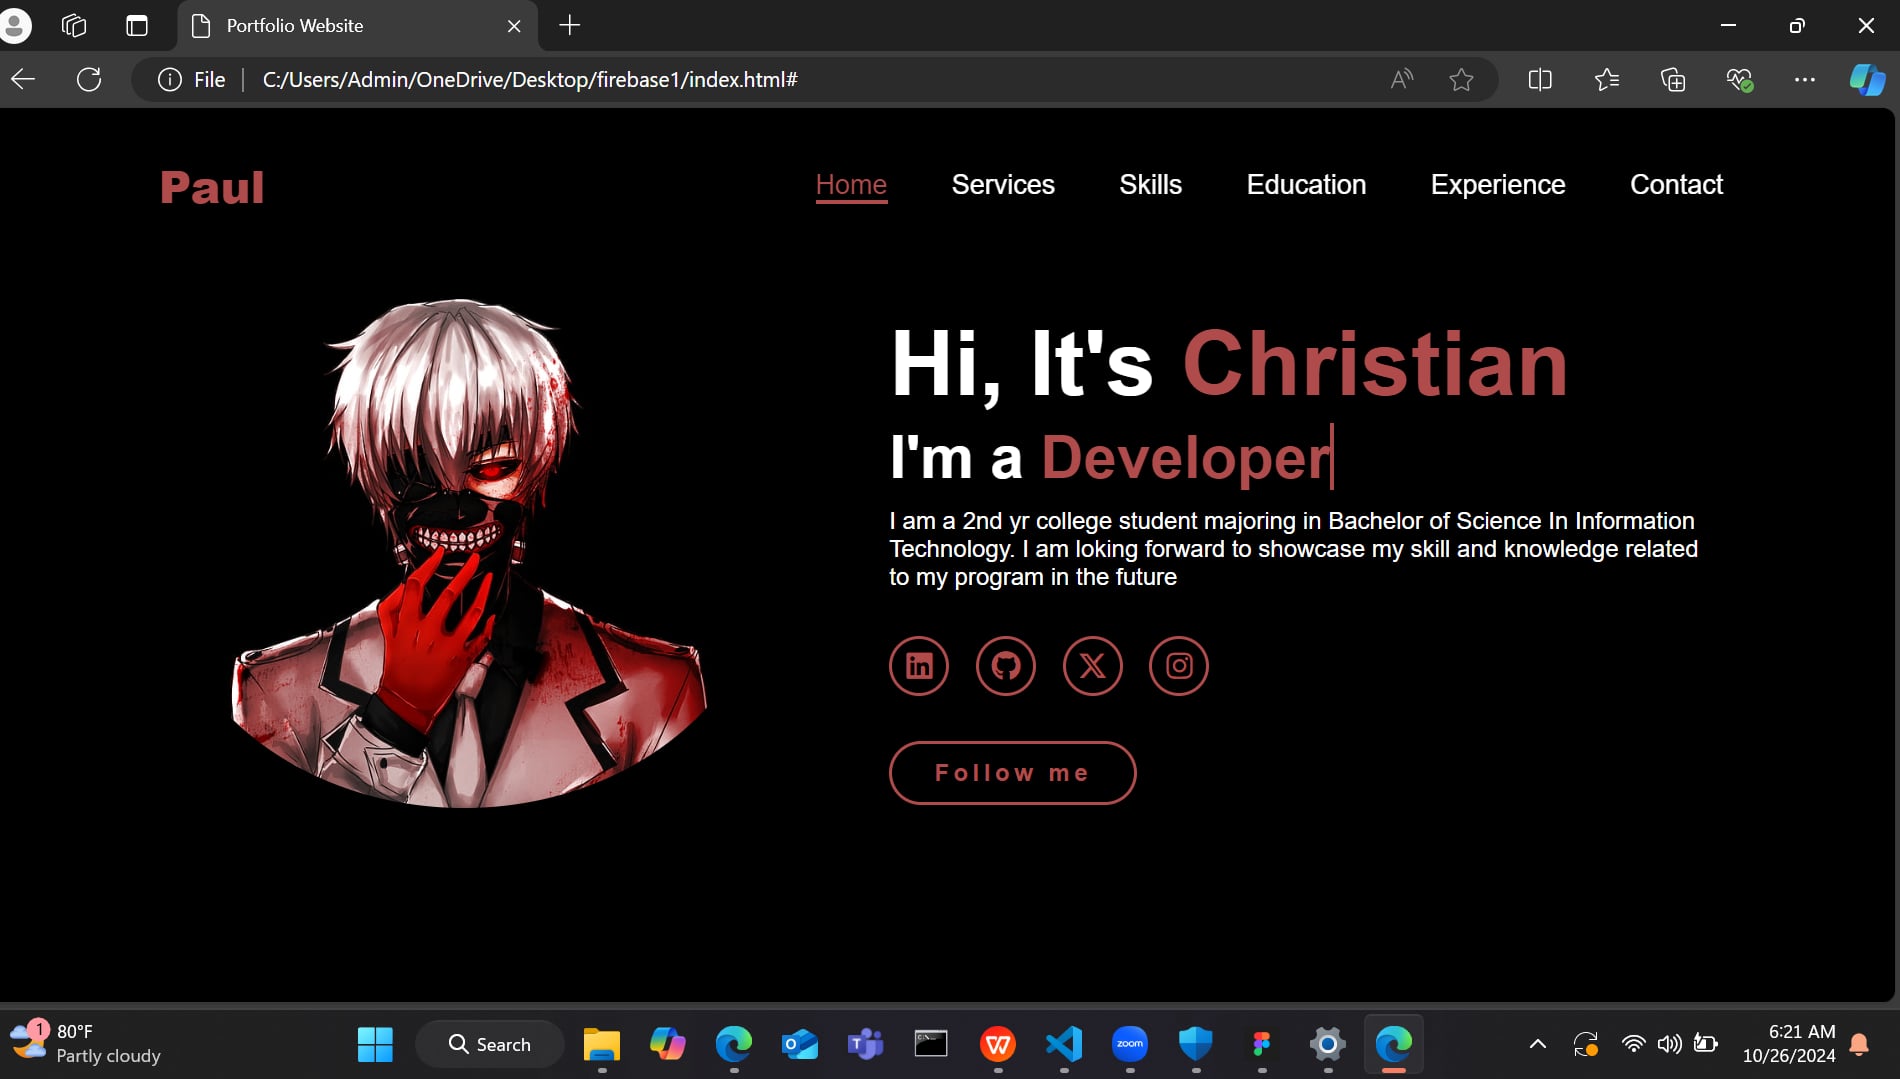 Portfolio Website
File
C:/Users/Admin/OneDrive/Desktop/firebase1/index.html#
Paul
Home Services Skills Education Experience Contact
Hi, It's Christian
I'm a Developer
I am a 2nd yr college student majoring in Bachelor of Science In Information
Technology. I am loking forward to showcase my skill and knowledge related
to my program in the future
Follow me
1
80°F
Partly cloudy
Search
zoom
6:21 AM
10/26/2024